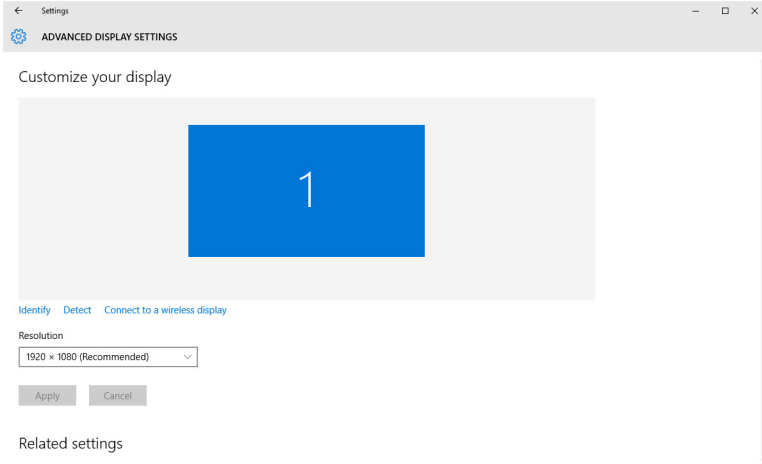 Settings
ADVANCED DISPLAY SETTINGS
Customize your display
1
Identify Detect Connect to a wireless display
Resolution
1920 × 1080 (Recommended)
Apply Cancel
Related settings